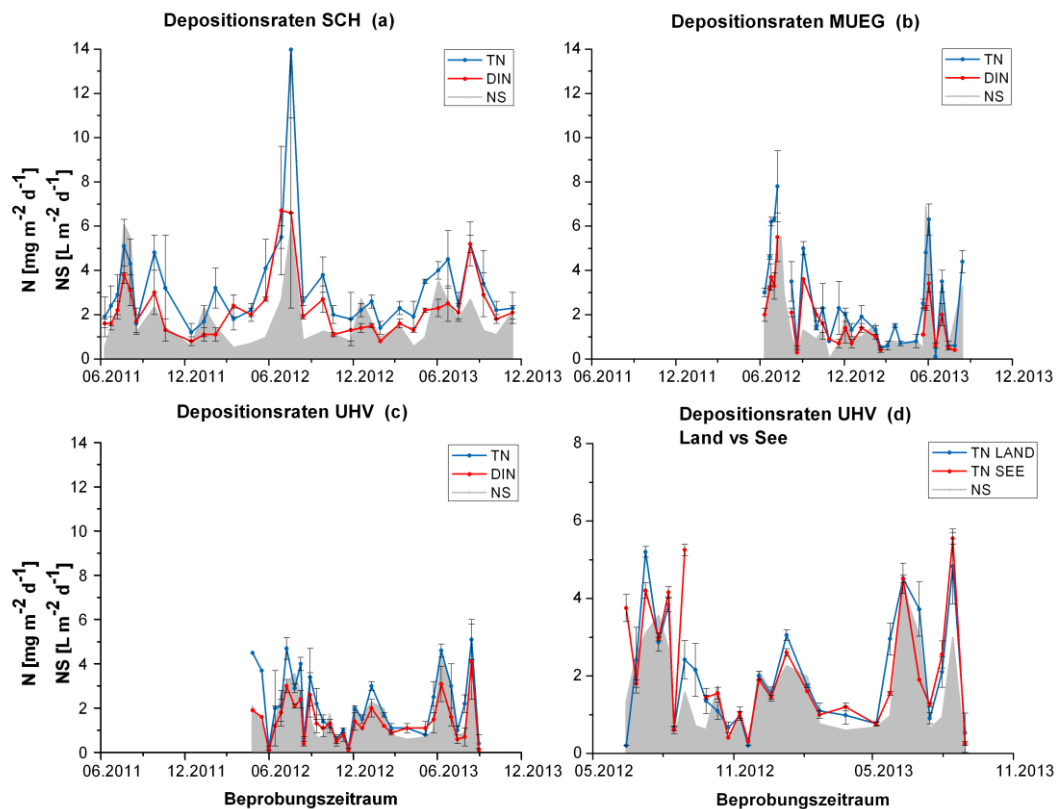 Depositionsraten SCH (a)
14
12
10
8
6
4
2
0
TN
DIN
NS
N [mg m⁻² d⁻¹]
NS [L m⁻² d⁻¹]
06.2011 12.2011 06.2012 12.2012 06.2013 12.2013
Depositionsraten MUEG (b)
14
12
10
8
6
4
2
0
TN
DIN
NS
06.2011 12.2011 06.2012 12.2012 06.2013 12.2013
Depositionsraten UHV (c)
14
12
10
8
6
4
2
0
TN
DIN
NS
N [mg m⁻² d⁻¹]
NS [L m⁻² d⁻¹]
06.2011 12.2011 06.2012 12.2012 06.2013 12.2013
Beprobungszeitraum
Depositionsraten UHV (d)
Land vs See
8
6
4
2
0
TN LAND
TN SEE
NS
05.2012 11.2012 05.2013 11.2013
Beprobungszeitraum